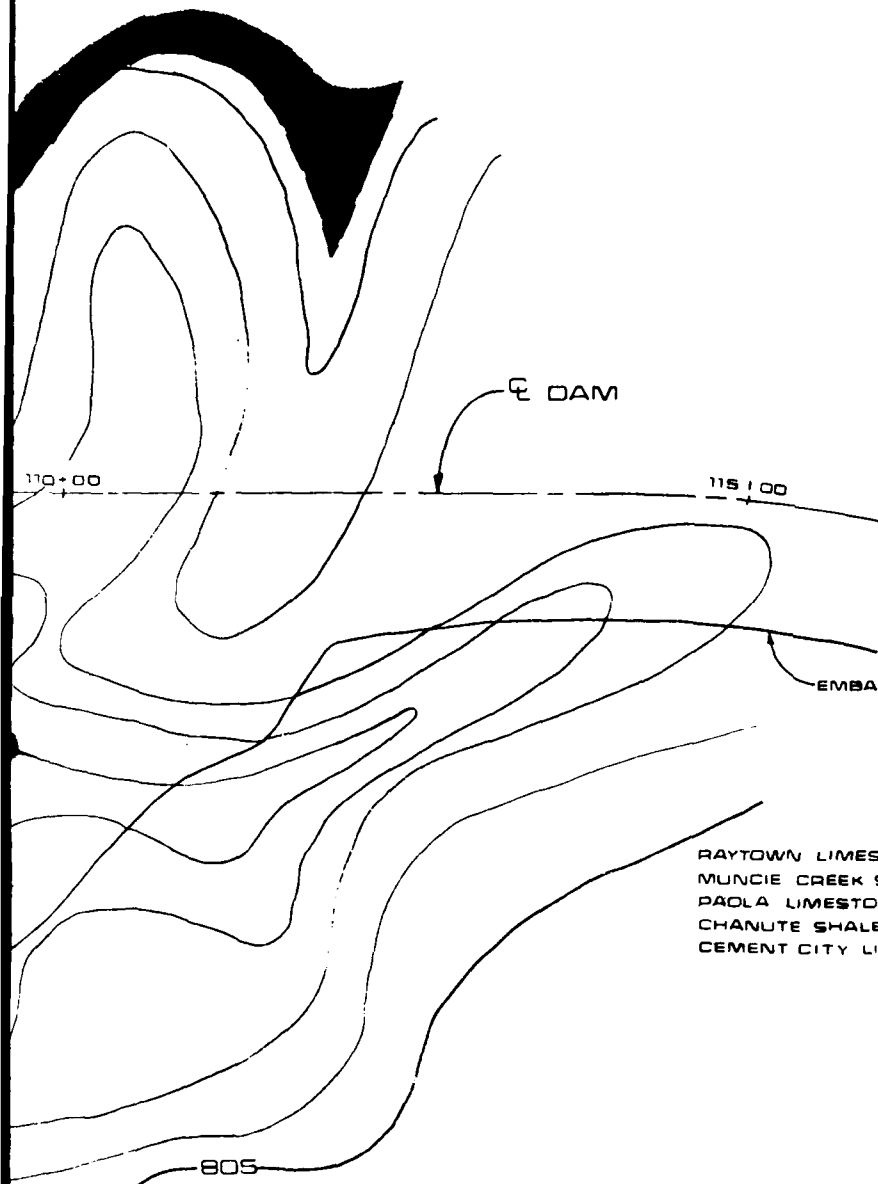 ℄ DAM
110+00
115+00
EMBA
RAYTOWN LIMES
MUNCIE CREEK S
PAOLA LIMESTO
CHANUTE SHALE
CEMENT CITY LI
805